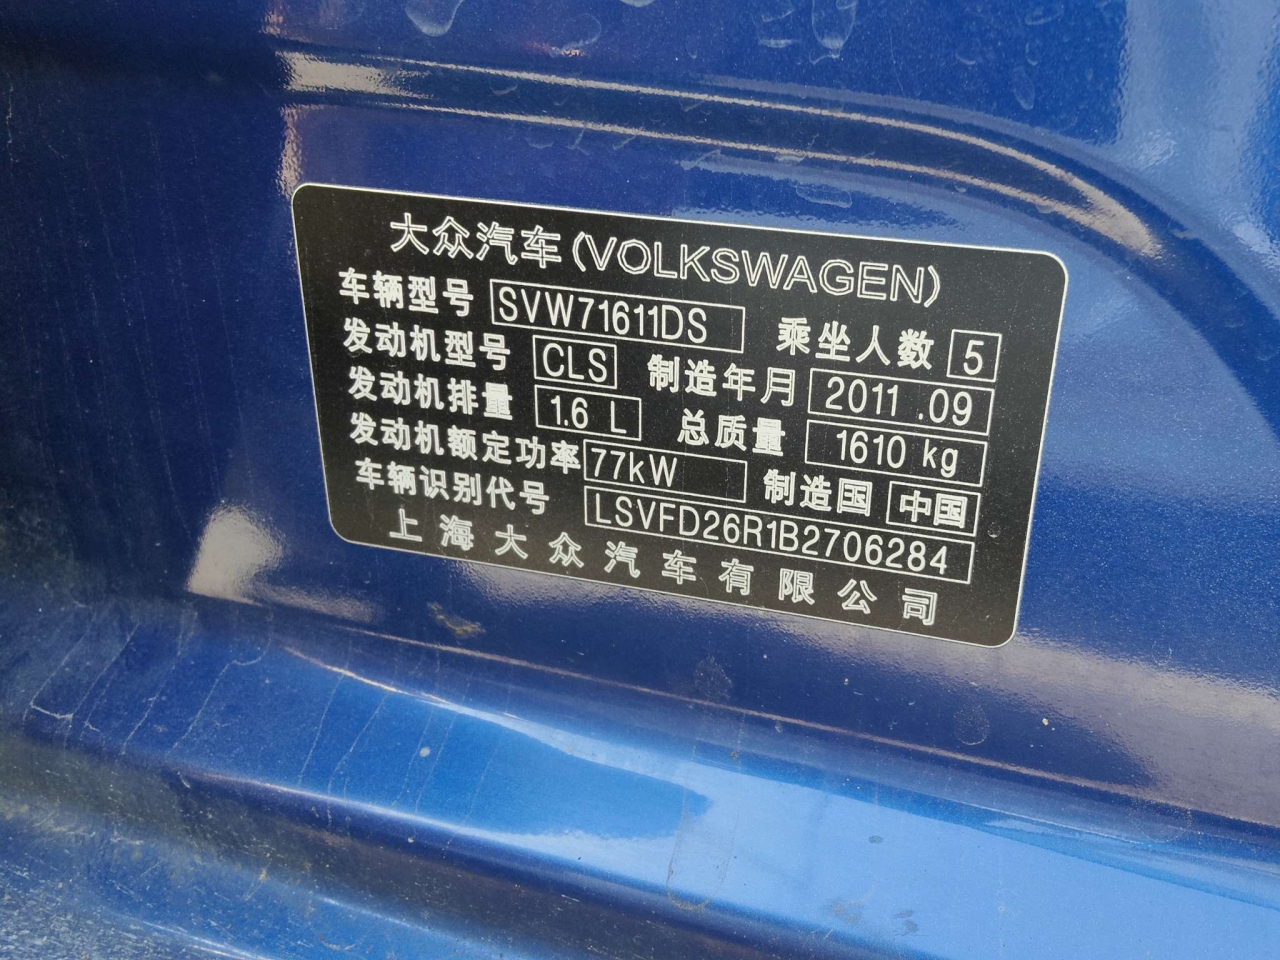 大众汽车(VOLKSWAGEN)
车辆型号 SVW71611DS 乘坐人数 5
发动机型号 CLS 制造年月 2011.09
发动机排量 1.6 L 总质量 1610 kg
发动机额定功率 77kW 制造国 中国
车辆识别代号 LSVFD26R1B2706284
上海大众汽车有限公司